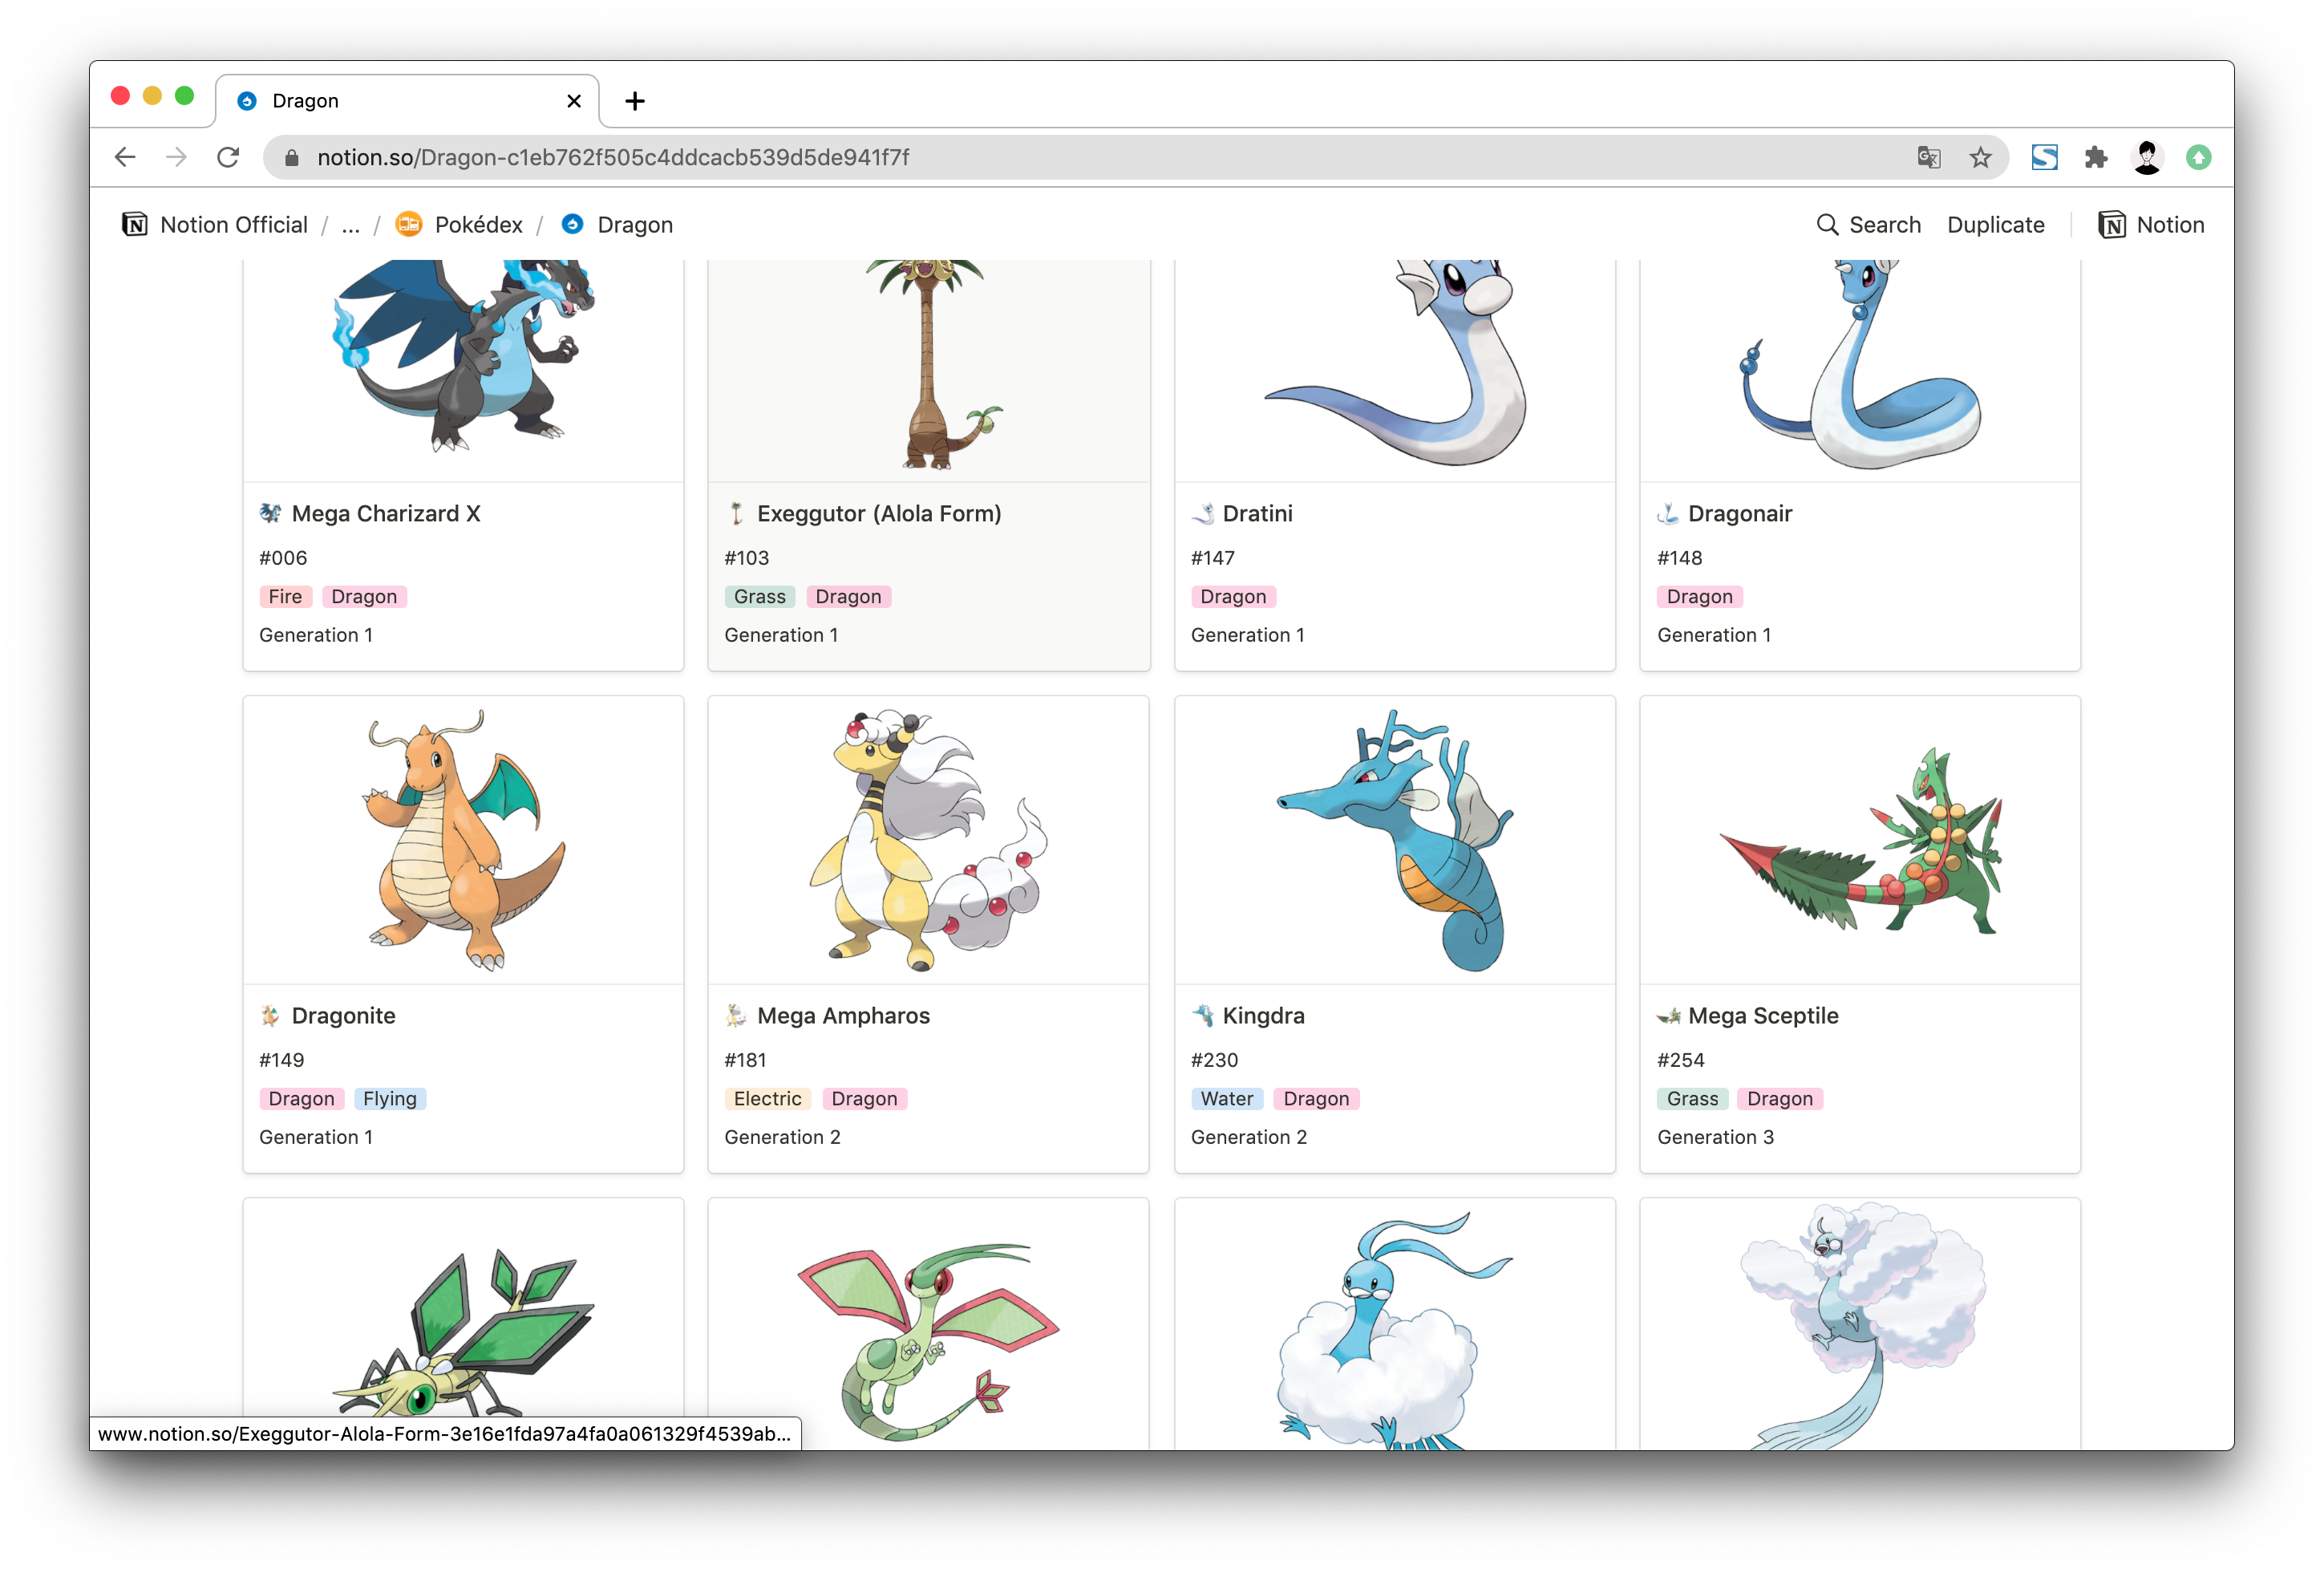 Dragon
notion.so/Dragon-c1eb762f505c4ddcacb539d5de941f7f
Notion Official / ... / Pokédex / Dragon
Search Duplicate Notion
Mega Charizard X
#006
Fire Dragon
Generation 1
Exeggutor (Alola Form)
#103
Grass Dragon
Generation 1
Dratini
#147
Dragon
Generation 1
Dragonair
#148
Dragon
Generation 1
Dragonite
#149
Dragon Flying
Generation 1
Mega Ampharos
#181
Electric Dragon
Generation 2
Kingdra
#230
Water Dragon
Generation 2
Mega Sceptile
#254
Grass Dragon
Generation 3
www.notion.so/Exeggutor-Alola-Form-3e16e1fda97a4fa0a061329f4539ab...